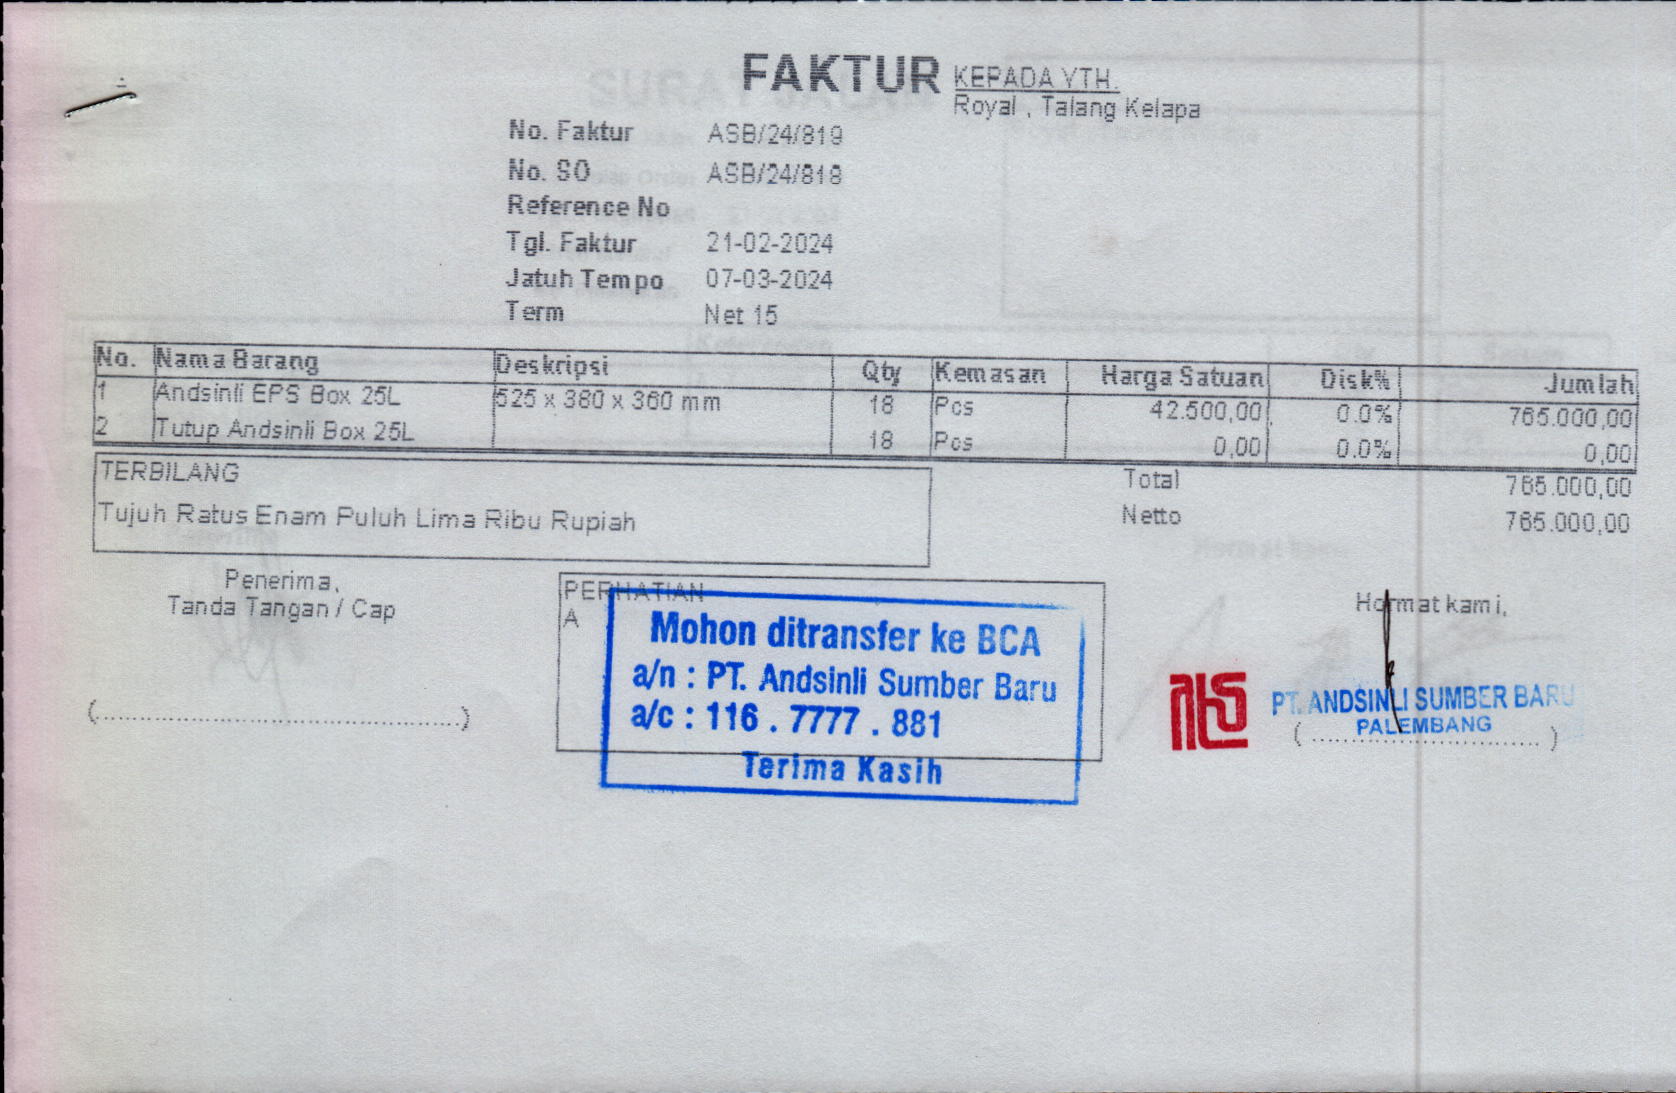 FAKTUR
KEPADA YTH.
Royal , Talang Kelapa
No. Faktur ASB/24/819
No. SO ASB/24/818
Reference No
Tgl. Faktur 21-02-2024
Jatuh Tempo 07-03-2024
Term Net 15
No. Nama Barang Deskripsi Qty Kemasan Harga Satuan Disk% Jumlah
1 Andsinli EPS Box 25L 525 x 380 x 360 mm 18 Pcs 42.500,00 0.0% 765.000,00
2 Tutup Andsinli Box 25L 18 Pcs 0,00 0.0% 0,00
TERBILANG
Tujuh Ratus Enam Puluh Lima Ribu Rupiah
Total 765.000,00
Netto 765.000,00
Penerima,
Tanda Tangan / Cap
(....................................................)
PERHATIAN
A
Mohon ditransfer ke BCA
a/n : PT. Andsinli Sumber Baru
a/c : 116 . 7777 . 881
Terima Kasih
Hormat kami,
PT. ANDSINLI SUMBER BARU
PALEMBANG
( .................................. )